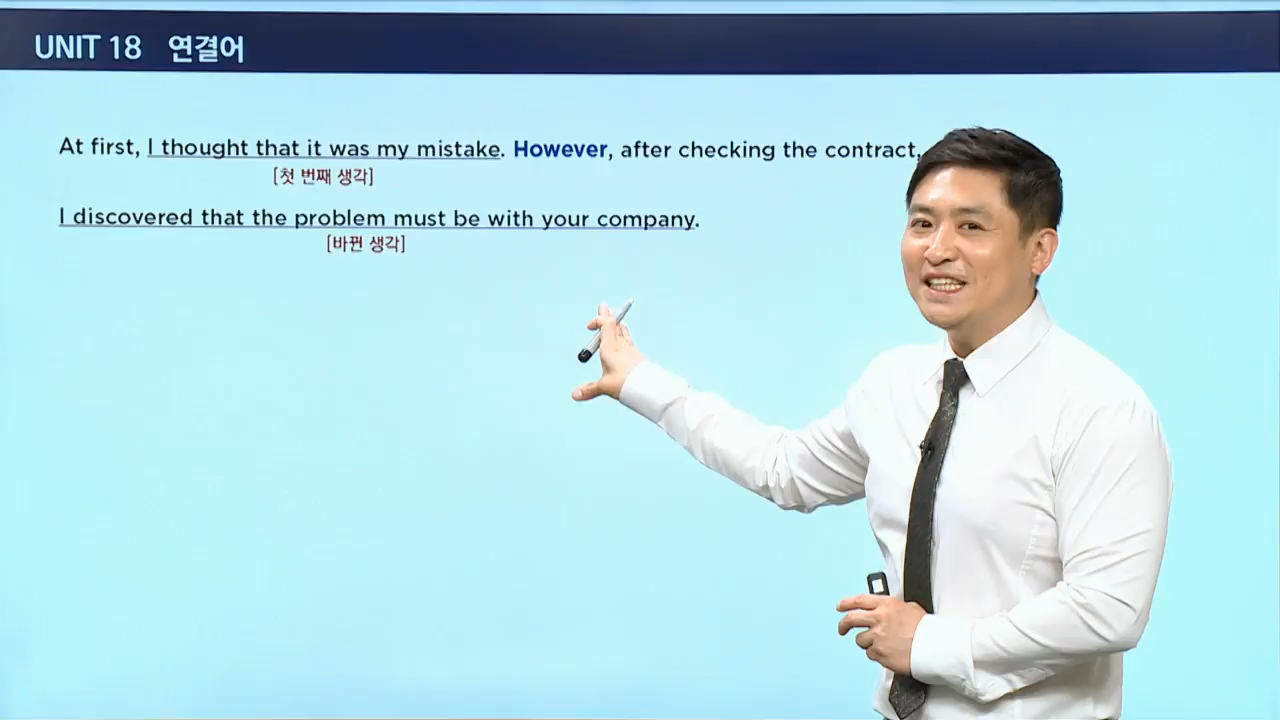 UNIT 18 연결어
At first, I thought that it was my mistake. However, after checking the contract,
[첫 번째 생각]
I discovered that the problem must be with your company.
[바뀐 생각]